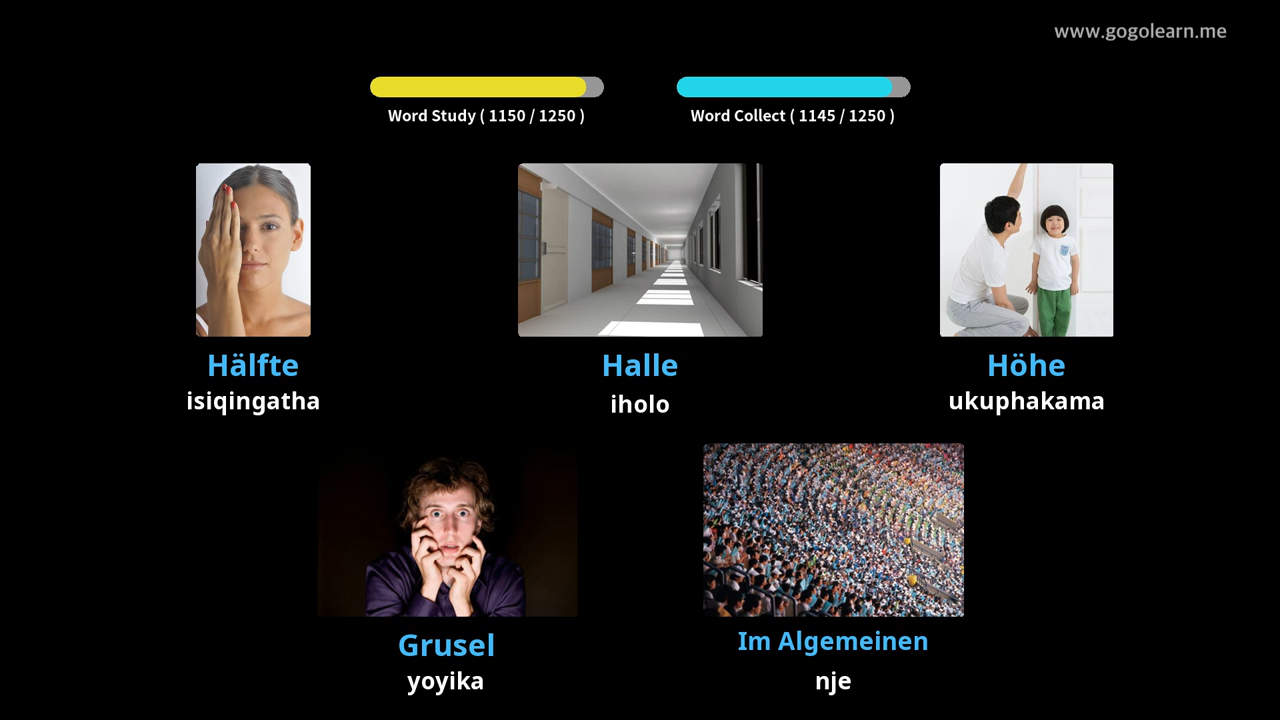 www.gogolearn.me
Word Study ( 1150 / 1250 )
Word Collect ( 1145 / 1250 )
Hälfte
isiqingatha
Halle
iholo
Höhe
ukuphakama
Grusel
yoyika
Im Algemeinen
nje